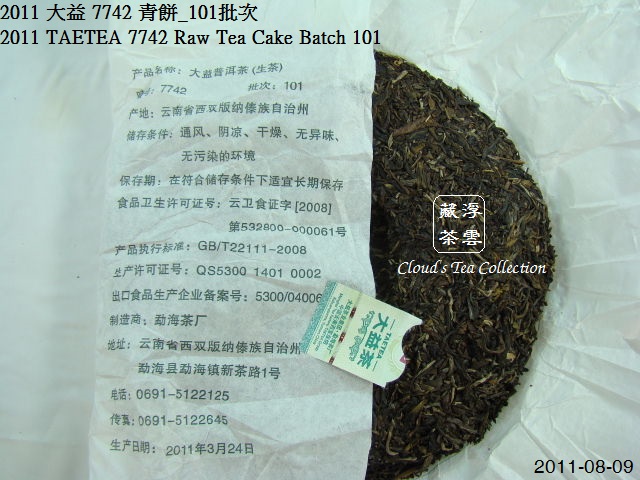 2011 大益 7742 青餅_101批次
2011 TAETEA 7742 Raw Tea Cake Batch 101
产品名称：大益普洱茶 (生茶)
7742 批次：101
产地：云南省西双版纳傣族自治州
储存条件：通风、阴凉、干燥、无异味、
无污染的环境
保存期：在符合储存条件下适宜长期保存
食品卫生许可证号：云卫食证字 [2008]
第532800-000061号
产品执行标准：GB/T22111-2008
生产许可证号：QS5300 1401 0002
出口食品生产企业备案号：5300/04006
制造商：勐海茶厂
地址：云南省西双版纳傣族自治州
勐海县勐海镇新茶路1号
电话：0691-5122125
传真：0691-5122645
生产日期：2011年3月24日
TAETEA
大益茶
浮雲
藏茶
Cloud's Tea Collection
2011-08-09